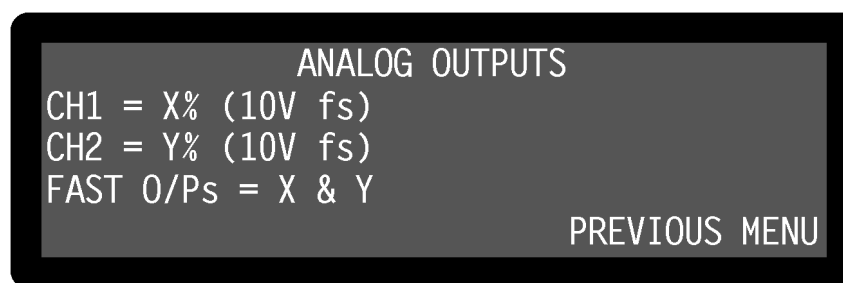 ANALOG OUTPUTS
CH1 = X% (10V fs)
CH2 = Y% (10V fs)
FAST O/Ps = X & Y
PREVIOUS MENU